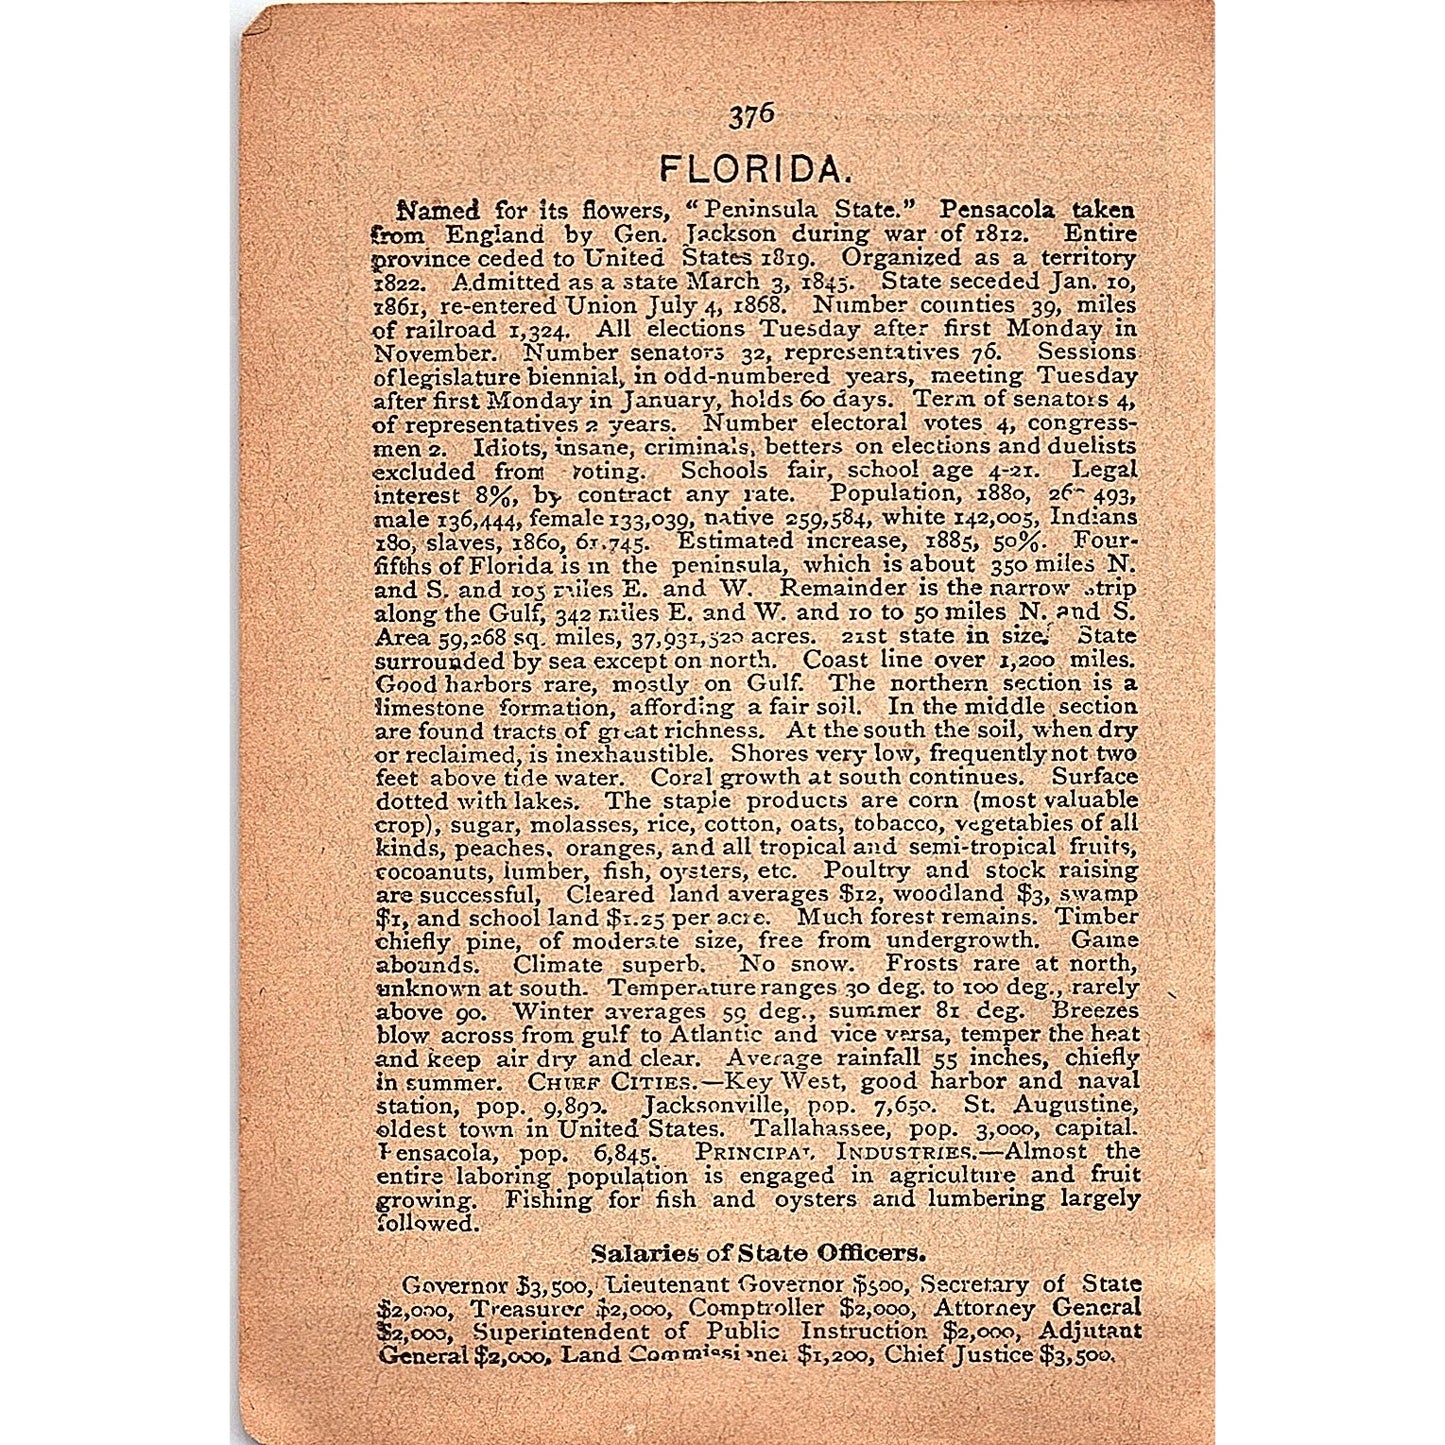 376
FLORIDA.
Named for its flowers, "Peninsula State." Pensacola taken
from England by Gen. Jackson during war of 1812. Entire
province ceded to United States 1819. Organized as a territory
1822. Admitted as a state March 3, 1845. State seceded Jan. 10,
1861, re-entered Union July 4, 1868. Number counties 39, miles
of railroad 1,324. All elections Tuesday after first Monday in
November. Number senators 32, representatives 76. Sessions
of legislature biennial, in odd-numbered years, meeting Tuesday
after first Monday in January, holds 60 days. Term of senators 4,
of representatives 2 years. Number electoral votes 4, congress-
men 2. Idiots, insane, criminals, betters on elections and duelists
excluded from voting. Schools fair, school age 4-21. Legal
interest 8%, by contract any rate. Population, 1880, 493,
male 136,444, female 133,039, native 259,584, white 142,005, Indians
180, slaves, 1860, 61,745. Estimated increase, 1885, 50%. Four-
fifths of Florida is in the peninsula, which is about 350 miles N.
and S. and 105 miles E. and W. Remainder is the narrow strip
along the Gulf, 342 miles E. and W. and 10 to 50 miles N. and S.
Area 59,268 sq. miles, 37,931,520 acres. 21st state in size. State
surrounded by sea except on north. Coast line over 1,200 miles.
Good harbors rare, mostly on Gulf. The northern section is a
limestone formation, affording a fair soil. In the middle section
are found tracts of great richness. At the south the soil, when dry
or reclaimed, is inexhaustible. Shores very low, frequently not two
feet above tide water. Coral growth at south continues. Surface
dotted with lakes. The staple products are corn (most valuable
crop), sugar, molasses, rice, cotton, oats, tobacco, vegetables of all
kinds, peaches, oranges, and all tropical and semi-tropical fruits,
cocoanuts, lumber, fish, oysters, etc. Poultry and stock raising
are successful, Cleared land averages $12, woodland $3, swamp
$1, and school land $1.25 per acre. Much forest remains. Timber
chiefly pine, of moderate size, free from undergrowth. Game
abounds. Climate superb. No snow. Frosts rare at north,
unknown at south. Temperature ranges 30 deg. to 100 deg., rarely
above 90. Winter averages 59 deg., summer 81 deg. Breezes
blow across from gulf to Atlantic and vice versa, temper the heat
and keep air dry and clear. Average rainfall 55 inches, chiefly
in summer. CHIEF CITIES.—Key West, good harbor and naval
station, pop. 9,890. Jacksonville, pop. 7,650. St. Augustine,
oldest town in United States. Tallahassee, pop. 3,000, capital.
Pensacola, pop. 6,845. PRINCIPAL INDUSTRIES.—Almost the
entire laboring population is engaged in agriculture and fruit
growing. Fishing for fish and oysters and lumbering largely
followed.
Salaries of State Officers.
Governor $3,500, Lieutenant Governor $500, Secretary of State
$2,000, Treasurer $2,000, Comptroller $2,000, Attorney General
$2,000, Superintendent of Public Instruction $2,000, Adjutant
General $2,000, Land Commissioner $1,200, Chief Justice $3,500.